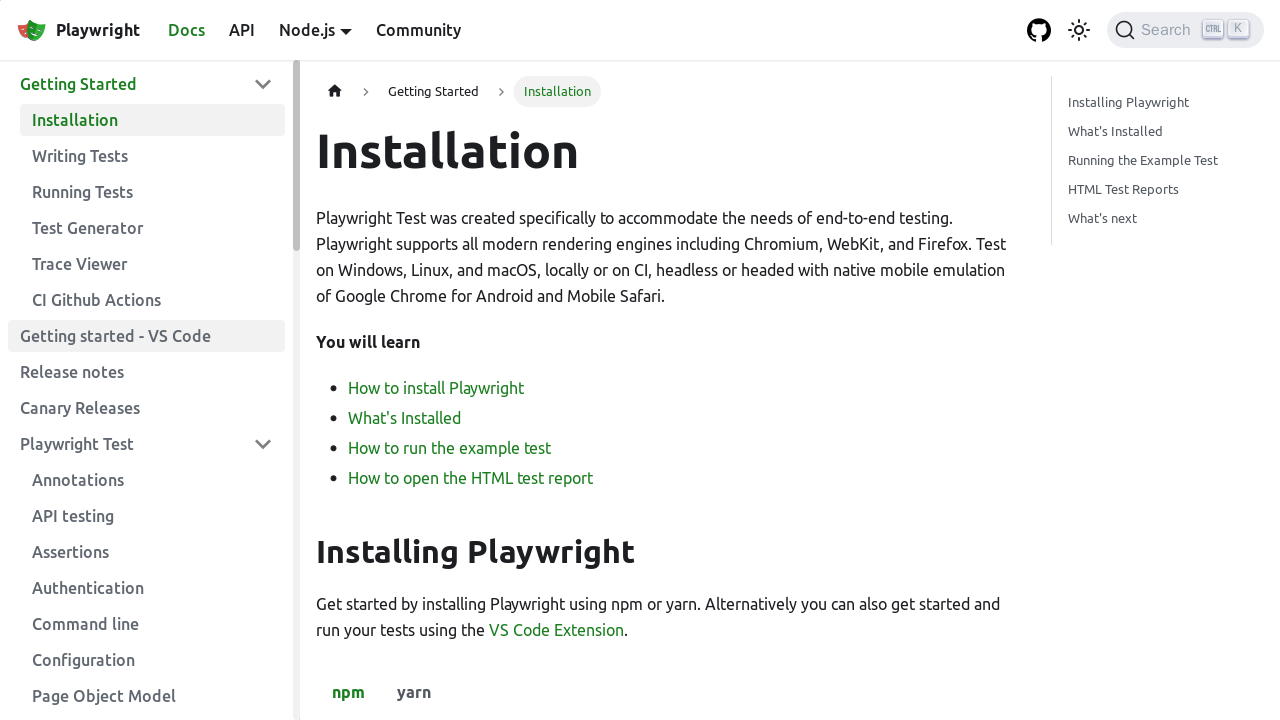 Playwright
Docs
API
Node.js
Community
Search
CTRL
K
Getting Started
Installation
Writing Tests
Running Tests
Test Generator
Trace Viewer
CI Github Actions
Getting started - VS Code
Release notes
Canary Releases
Playwright Test
Annotations
API testing
Assertions
Authentication
Command line
Configuration
Page Object Model
Getting Started
Installation
Installation
Playwright Test was created specifically to accommodate the needs of end-to-end testing.
Playwright supports all modern rendering engines including Chromium, WebKit, and Firefox. Test
on Windows, Linux, and macOS, locally or on CI, headless or headed with native mobile emulation
of Google Chrome for Android and Mobile Safari.
You will learn
How to install Playwright
What's Installed
How to run the example test
How to open the HTML test report
Installing Playwright
Get started by installing Playwright using npm or yarn. Alternatively you can also get started and
run your tests using the VS Code Extension.
npm
yarn
Installing Playwright
What's Installed
Running the Example Test
HTML Test Reports
What's next